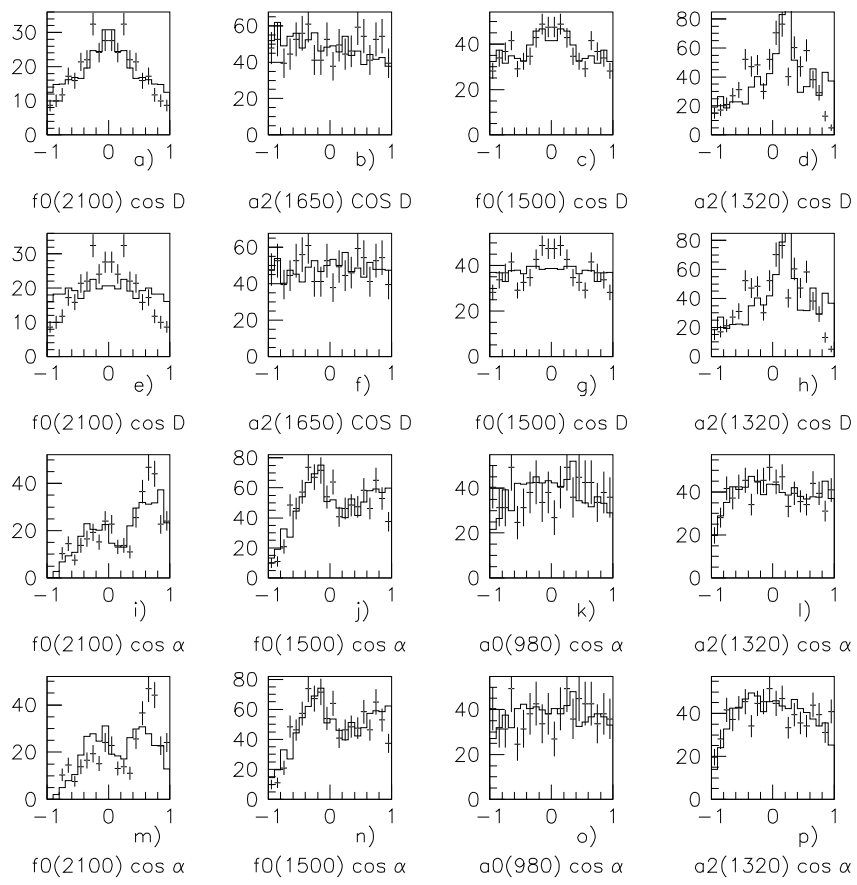 30 20 10 0 -1 0 1 a)
60 40 20 0 -1 0 1 b)
40 20 0 -1 0 1 c)
80 60 40 20 0 -1 0 1 d)
f0(2100) cos D
a2(1650) COS D
f0(1500) cos D
a2(1320) cos D
30 20 10 0 -1 0 1 e)
60 40 20 0 -1 0 1 f)
40 20 0 -1 0 1 g)
80 60 40 20 0 -1 0 1 h)
f0(2100) cos D
a2(1650) COS D
f0(1500) cos D
a2(1320) cos D
40 20 0 -1 0 1 i)
80 60 40 20 0 -1 0 1 j)
40 20 0 -1 0 1 k)
40 20 0 -1 0 1 l)
f0(2100) cos α
f0(1500) cos α
a0(980) cos α
a2(1320) cos α
40 20 0 -1 0 1 m)
80 60 40 20 0 -1 0 1 n)
40 20 0 -1 0 1 o)
40 20 0 -1 0 1 p)
f0(2100) cos α
f0(1500) cos α
a0(980) cos α
a2(1320) cos α